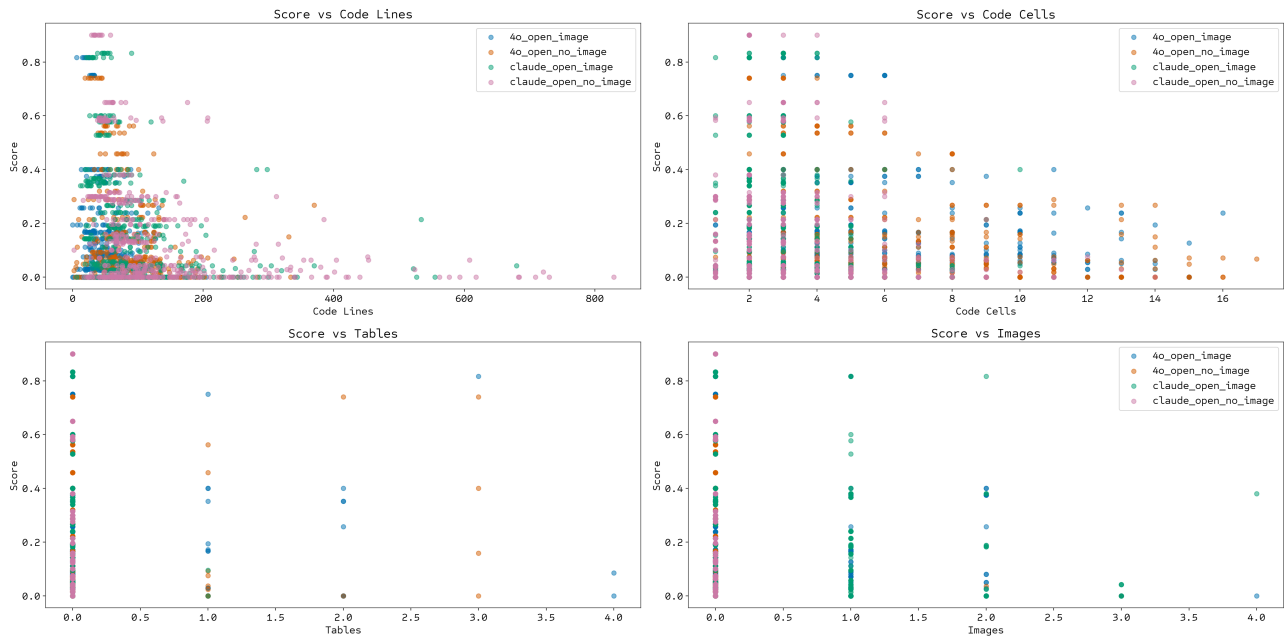 Score vs Code Lines
Score
0.8
0.6
0.4
0.2
0.0
0 200 400 600 800
Code Lines
4o_open_image
4o_open_no_image
claude_open_image
claude_open_no_image
Score vs Code Cells
Score
0.8
0.6
0.4
0.2
0.0
2 4 6 8 10 12 14 16
Code Cells
4o_open_image
4o_open_no_image
claude_open_image
claude_open_no_image
Score vs Tables
Score
0.8
0.6
0.4
0.2
0.0
0.0 0.5 1.0 1.5 2.0 2.5 3.0 3.5 4.0
Tables
Score vs Images
Score
0.8
0.6
0.4
0.2
0.0
0.0 0.5 1.0 1.5 2.0 2.5 3.0 3.5 4.0
Images
4o_open_image
4o_open_no_image
claude_open_image
claude_open_no_image